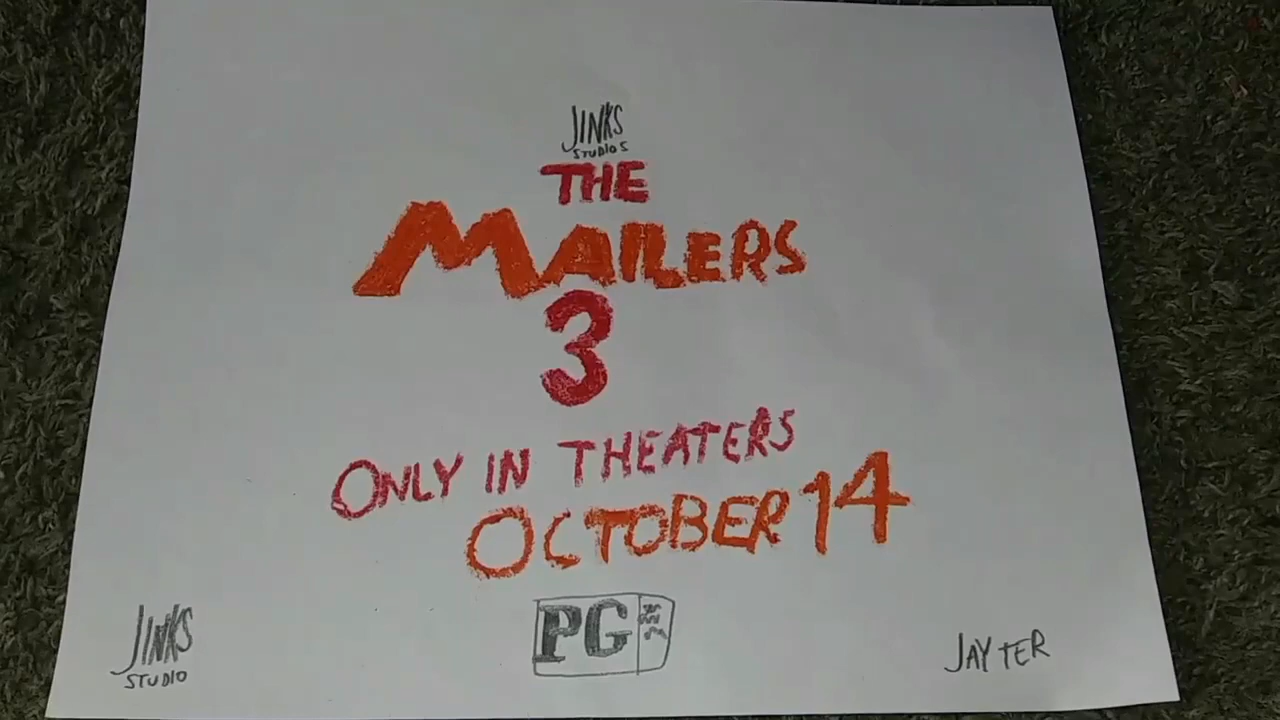 JINKS
STUDIOS
THE
MAILERS
3
ONLY IN THEATERS
OCTOBER 14
PG
JINKS
STUDIO
JAYTER